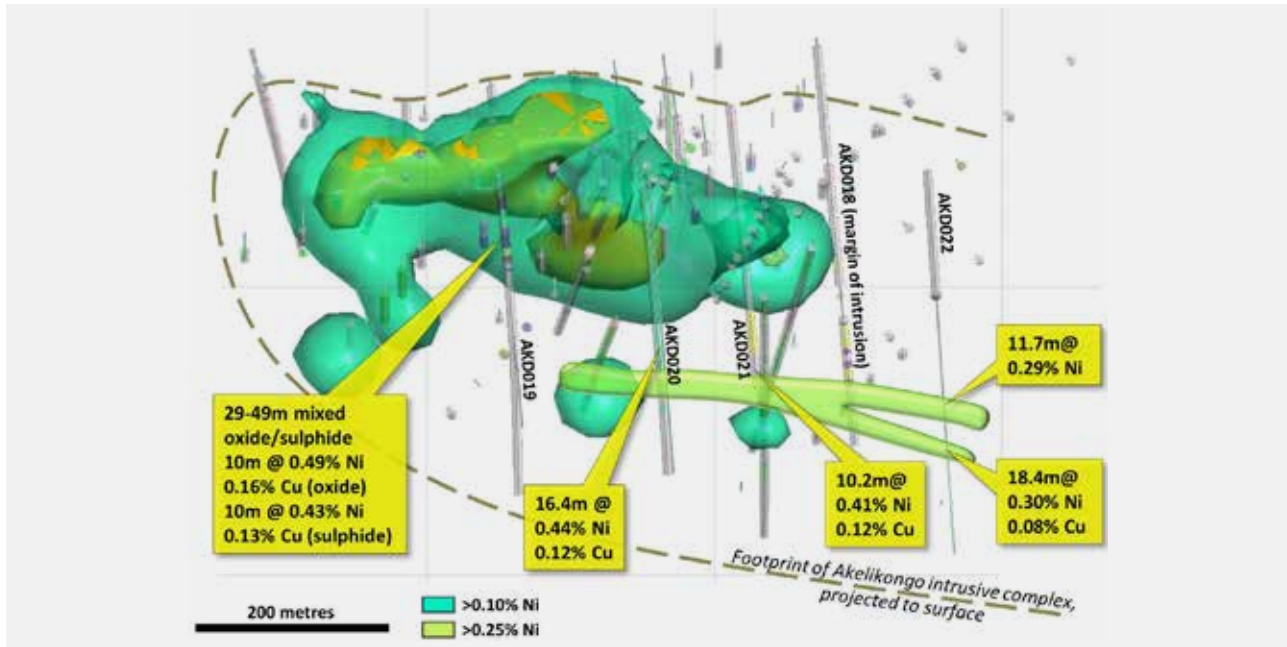 AKD018 (margin of intrusion)
AKD022
AKD019
AKD020
AKD021
11.7m@
0.29% Ni
29-49m mixed
oxide/sulphide
10m @ 0.49% Ni
0.16% Cu (oxide)
10m @ 0.43% Ni
0.13% Cu (sulphide)
16.4m @
0.44% Ni
0.12% Cu
10.2m@
0.41% Ni
0.12% Cu
18.4m@
0.30% Ni
0.08% Cu
Footprint of Akelikongo intrusive complex,
projected to surface
200 metres
>0.10% Ni
>0.25% Ni